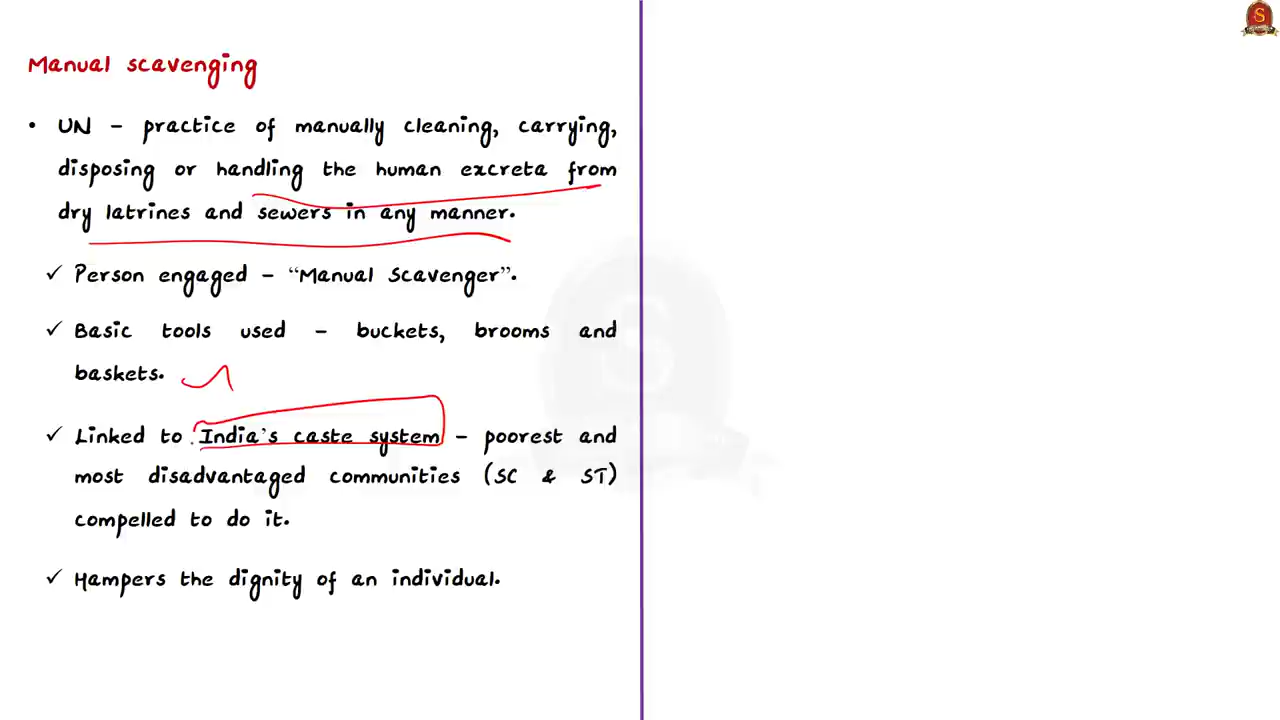 Manual scavenging
• UN – practice of manually cleaning, carrying,
disposing or handling the human excreta from
dry latrines and sewers in any manner.
✓ Person engaged – “Manual Scavenger”.
✓ Basic tools used – buckets, brooms and
baskets.
✓ Linked to India's caste system – poorest and
most disadvantaged communities (SC & ST)
compelled to do it.
✓ Hampers the dignity of an individual.
S